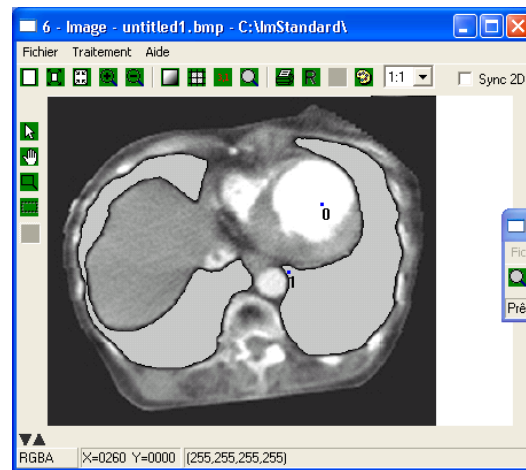 6 - Image - untitled1.bmp - C:\ImStandard\
Fichier Traitement Aide
1:1 Sync 2D
0
1
Fic
Prê
RGBA X=0260 Y=0000 (255,255,255,255)